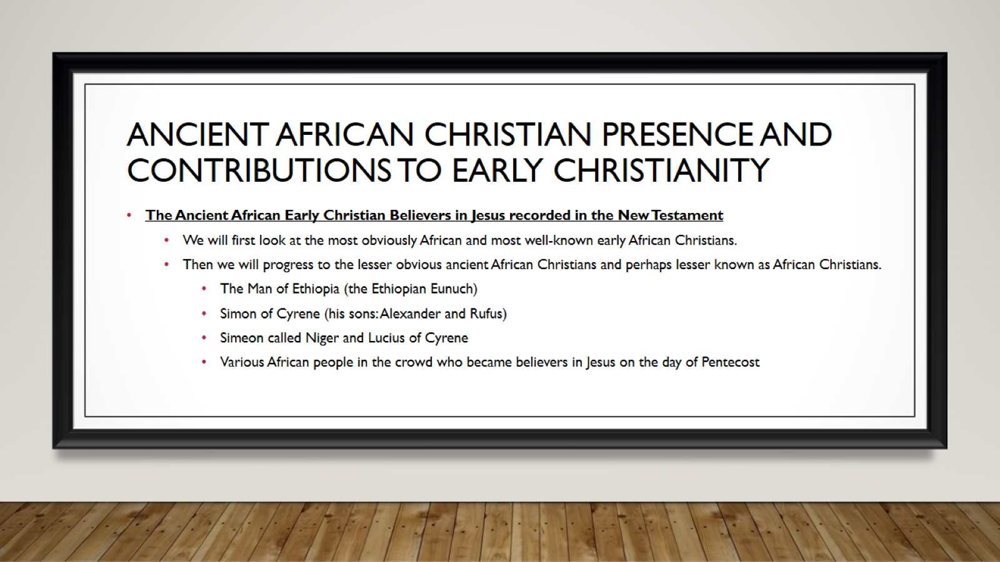 ANCIENT AFRICAN CHRISTIAN PRESENCE AND
CONTRIBUTIONS TO EARLY CHRISTIANITY
• The Ancient African Early Christian Believers in Jesus recorded in the New Testament
• We will first look at the most obviously African and most well-known early African Christians.
• Then we will progress to the lesser obvious ancient African Christians and perhaps lesser known as African Christians.
• The Man of Ethiopia (the Ethiopian Eunuch)
• Simon of Cyrene (his sons: Alexander and Rufus)
• Simeon called Niger and Lucius of Cyrene
• Various African people in the crowd who became believers in Jesus on the day of Pentecost